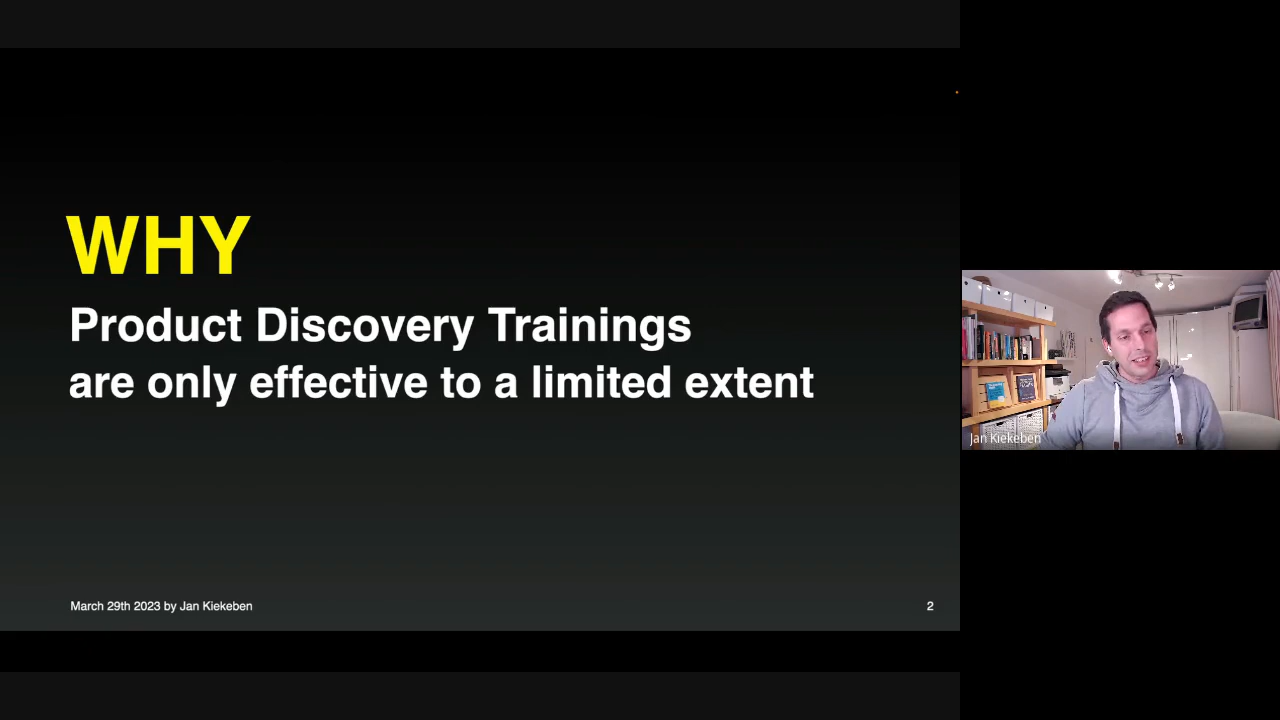 WHY
Product Discovery Trainings
are only effective to a limited extent
March 29th 2023 by Jan Kiekeben
2
Jan Kiekeben